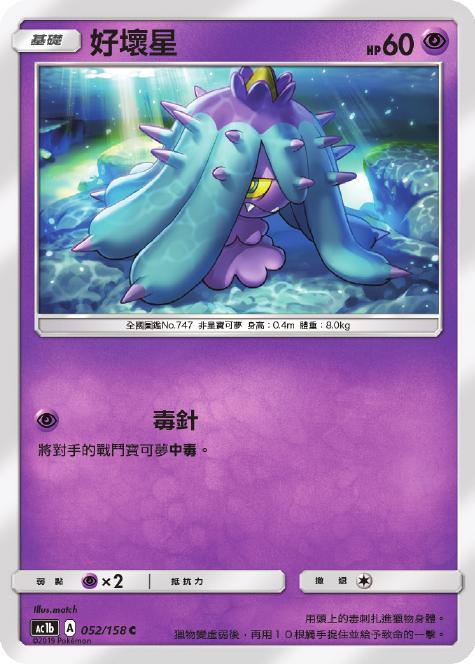 基礎 好壞星 HP60
全國圖鑑No.747 非星寶可夢 身高:0.4m 體重:8.0kg
毒針
將對手的戰鬥寶可夢中毒。
弱點 ×2 抵抗力 撤退
Illus.match
用頭上的毒刺扎進獵物身體。
AC1b A 052/158 C
獵物變虛弱後,再用10根觸手捉住並給予致命的一擊。
©2019 Pokémon